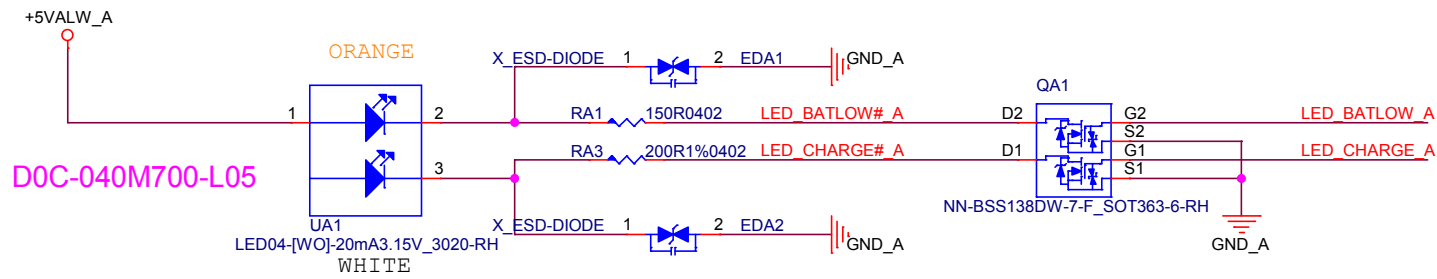 +5VALW_A
ORANGE
X_ESD-DIODE 1 2 EDA1 GND_A
QA1
1 2 RA1 150R0402 LED_BATLOW#_A D2 G2 LED_BATLOW_A
S2
RA3 200R1%0402 LED_CHARGE#_A D1 G1 LED_CHARGE_A
D0C-040M700-L05 3 S1
NN-BSS138DW-7-F_SOT363-6-RH
UA1 X_ESD-DIODE 1 2 EDA2 GND_A
LED04-[WO]-20mA3.15V_3020-RH GND_A
WHITE